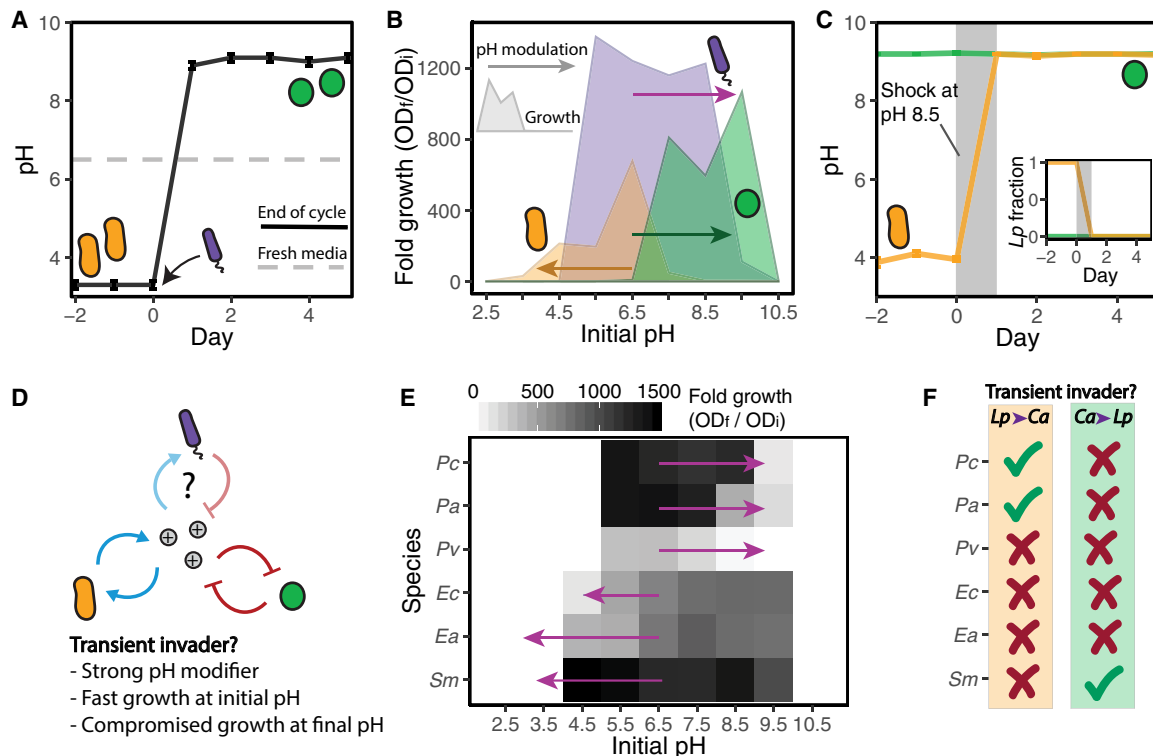 A
10
8
6
4
pH
End of cycle
Fresh media
−2
0
2
4
Day
B
1200
800
400
0
Fold growth (ODf/ODi)
pH modulation
Growth
2.5 4.5 6.5 8.5 10.5
Initial pH
C
10
8
6
4
pH
Shock at
pH 8.5
Lp fraction
1
0
0
−2 0 2 4
Day
−2
0
2
4
Day
D
?
+
+
+
Transient invader?
- Strong pH modifier
- Fast growth at initial pH
- Compromised growth at final pH
E
0 500 1000 1500
Fold growth
(ODf / ODi)
Species
Pc
Pa
Pv
Ec
Ea
Sm
2.5 3.5 4.5 5.5 6.5 7.5 8.5 9.5 10.5
Initial pH
F
Transient invader?
Lp➤Ca Ca➤Lp
Pc
Pa
Pv
Ec
Ea
Sm